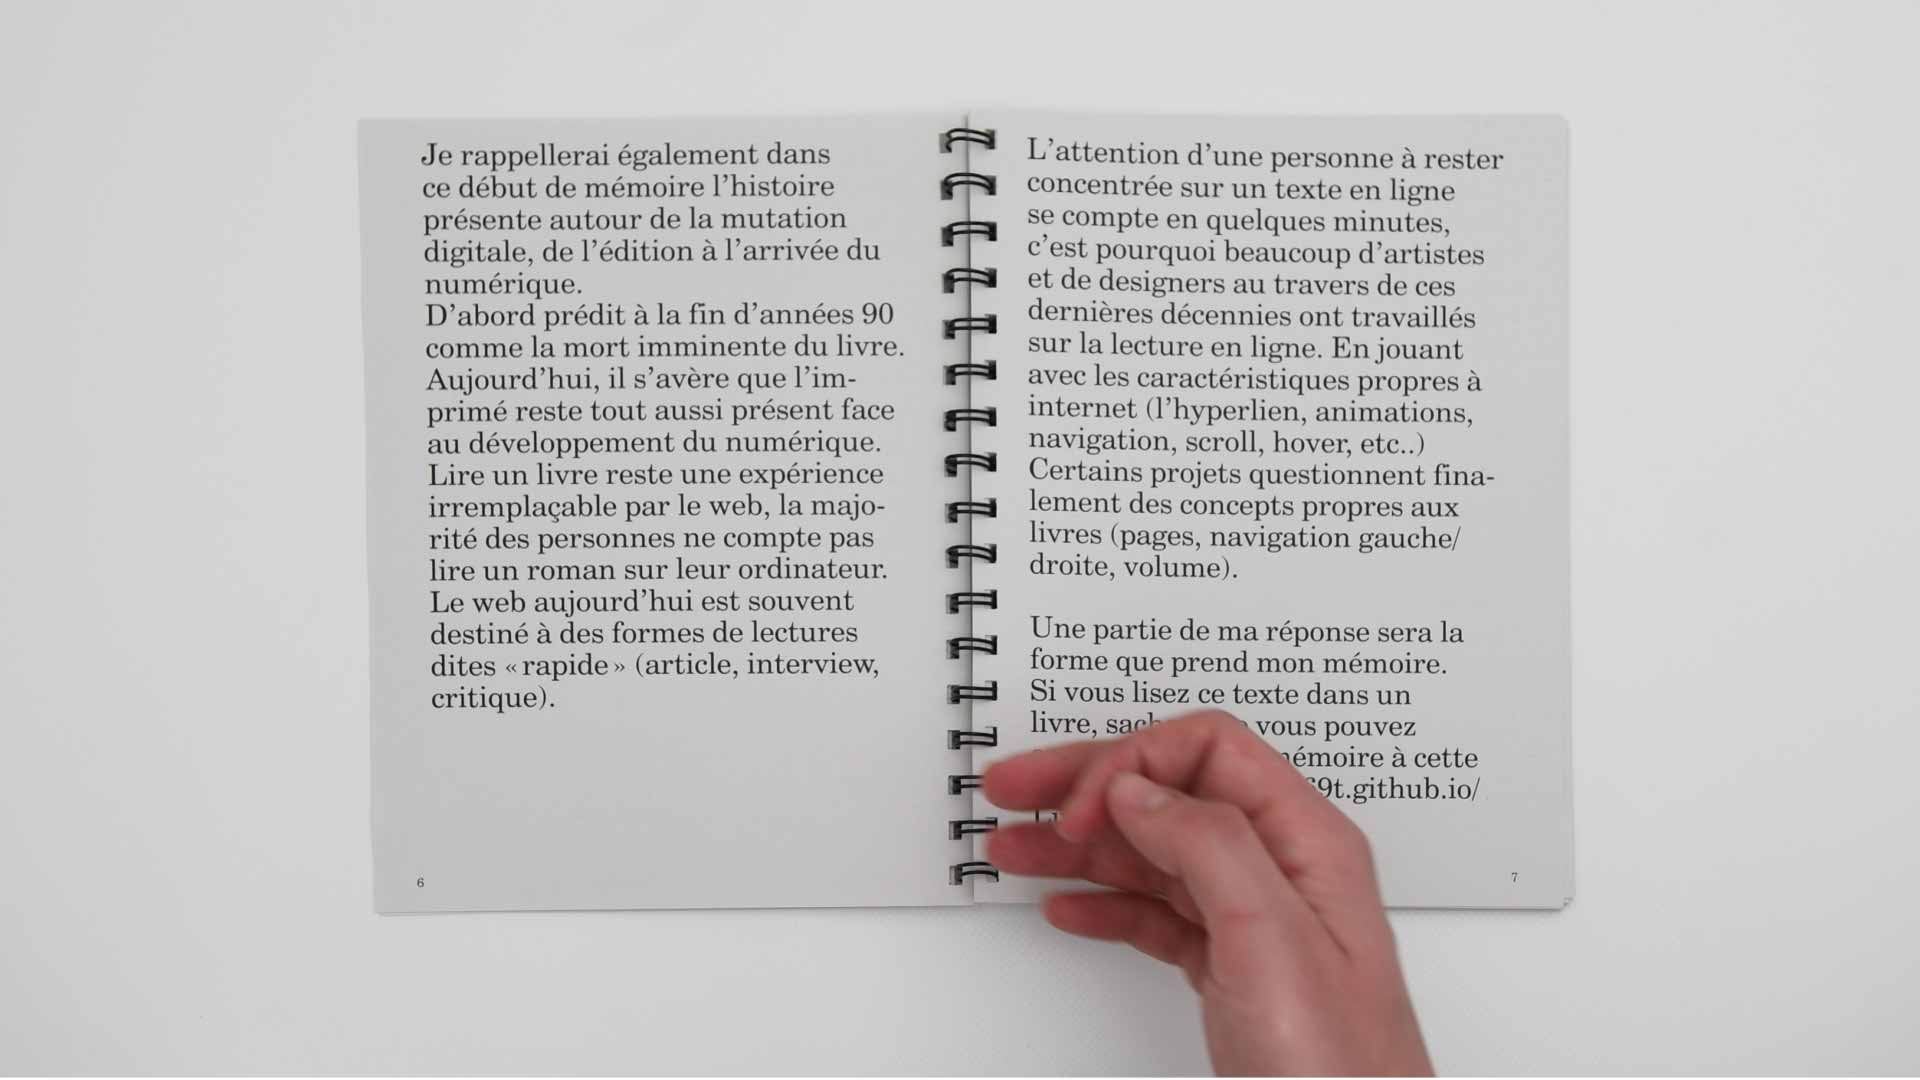 Je rappellerai également dans
ce début de mémoire l’histoire
présente autour de la mutation
digitale, de l’édition à l’arrivée du
numérique.
D’abord prédit à la fin d’années 90
comme la mort imminente du livre.
Aujourd’hui, il s’avère que l’im-
primé reste tout aussi présent face
au développement du numérique.
Lire un livre reste une expérience
irremplaçable par le web, la majo-
rité des personnes ne compte pas
lire un roman sur leur ordinateur.
Le web aujourd’hui est souvent
destiné à des formes de lectures
dites « rapide » (article, interview,
critique).
6
L’attention d’une personne à rester
concentrée sur un texte en ligne
se compte en quelques minutes,
c’est pourquoi beaucoup d’artistes
et de designers au travers de ces
dernières décennies ont travaillés
sur la lecture en ligne. En jouant
avec les caractéristiques propres à
internet (l’hyperlien, animations,
navigation, scroll, hover, etc..)
Certains projets questionnent fina-
lement des concepts propres aux
livres (pages, navigation gauche/
droite, volume).
Une partie de ma réponse sera la
forme que prend mon mémoire.
Si vous lisez ce texte dans un
livre, vous pouvez
à cette
9t.github.io/
7